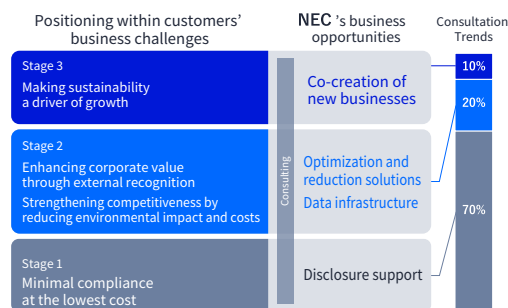 Positioning within customers'
business challenges
NEC 's business
opportunities
Consultation
Trends
Stage 3
Making sustainability
a driver of growth
Co-creation of
new businesses
10%
Stage 2
Enhancing corporate value
through external recognition
Strengthening competitiveness by
reducing environmental impact and costs
Consulting
Optimization and
reduction solutions
Data infrastructure
20%
Stage 1
Minimal compliance
at the lowest cost
Disclosure support
70%